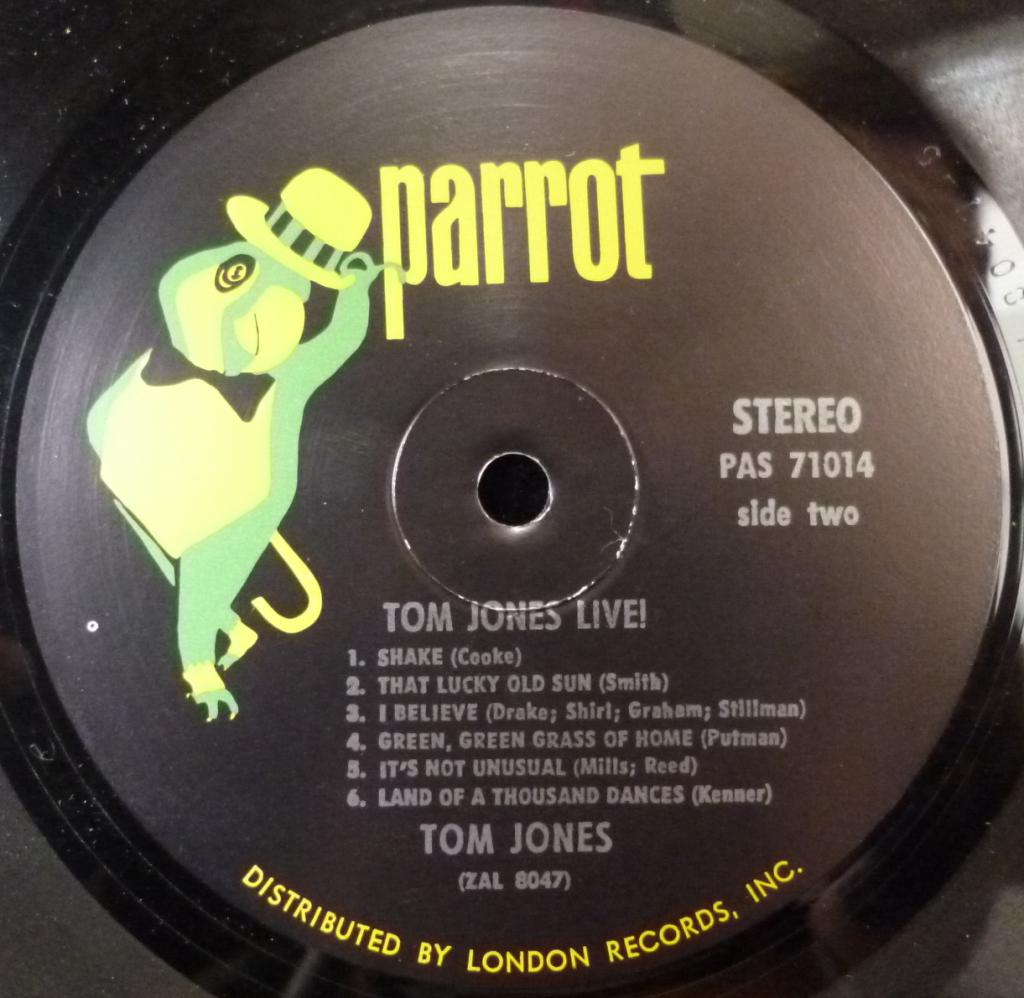 parrot
STEREO
PAS 71014
side two
TOM JONES LIVE!
1. SHAKE (Cooke)
2. THAT LUCKY OLD SUN (Smith)
3. I BELIEVE (Drake; Shirl; Graham; Stillman)
4. GREEN, GREEN GRASS OF HOME (Putman)
5. IT'S NOT UNUSUAL (Mills; Reed)
6. LAND OF A THOUSAND DANCES (Kenner)
TOM JONES
(ZAL 8047)
DISTRIBUTED BY LONDON RECORDS, INC.